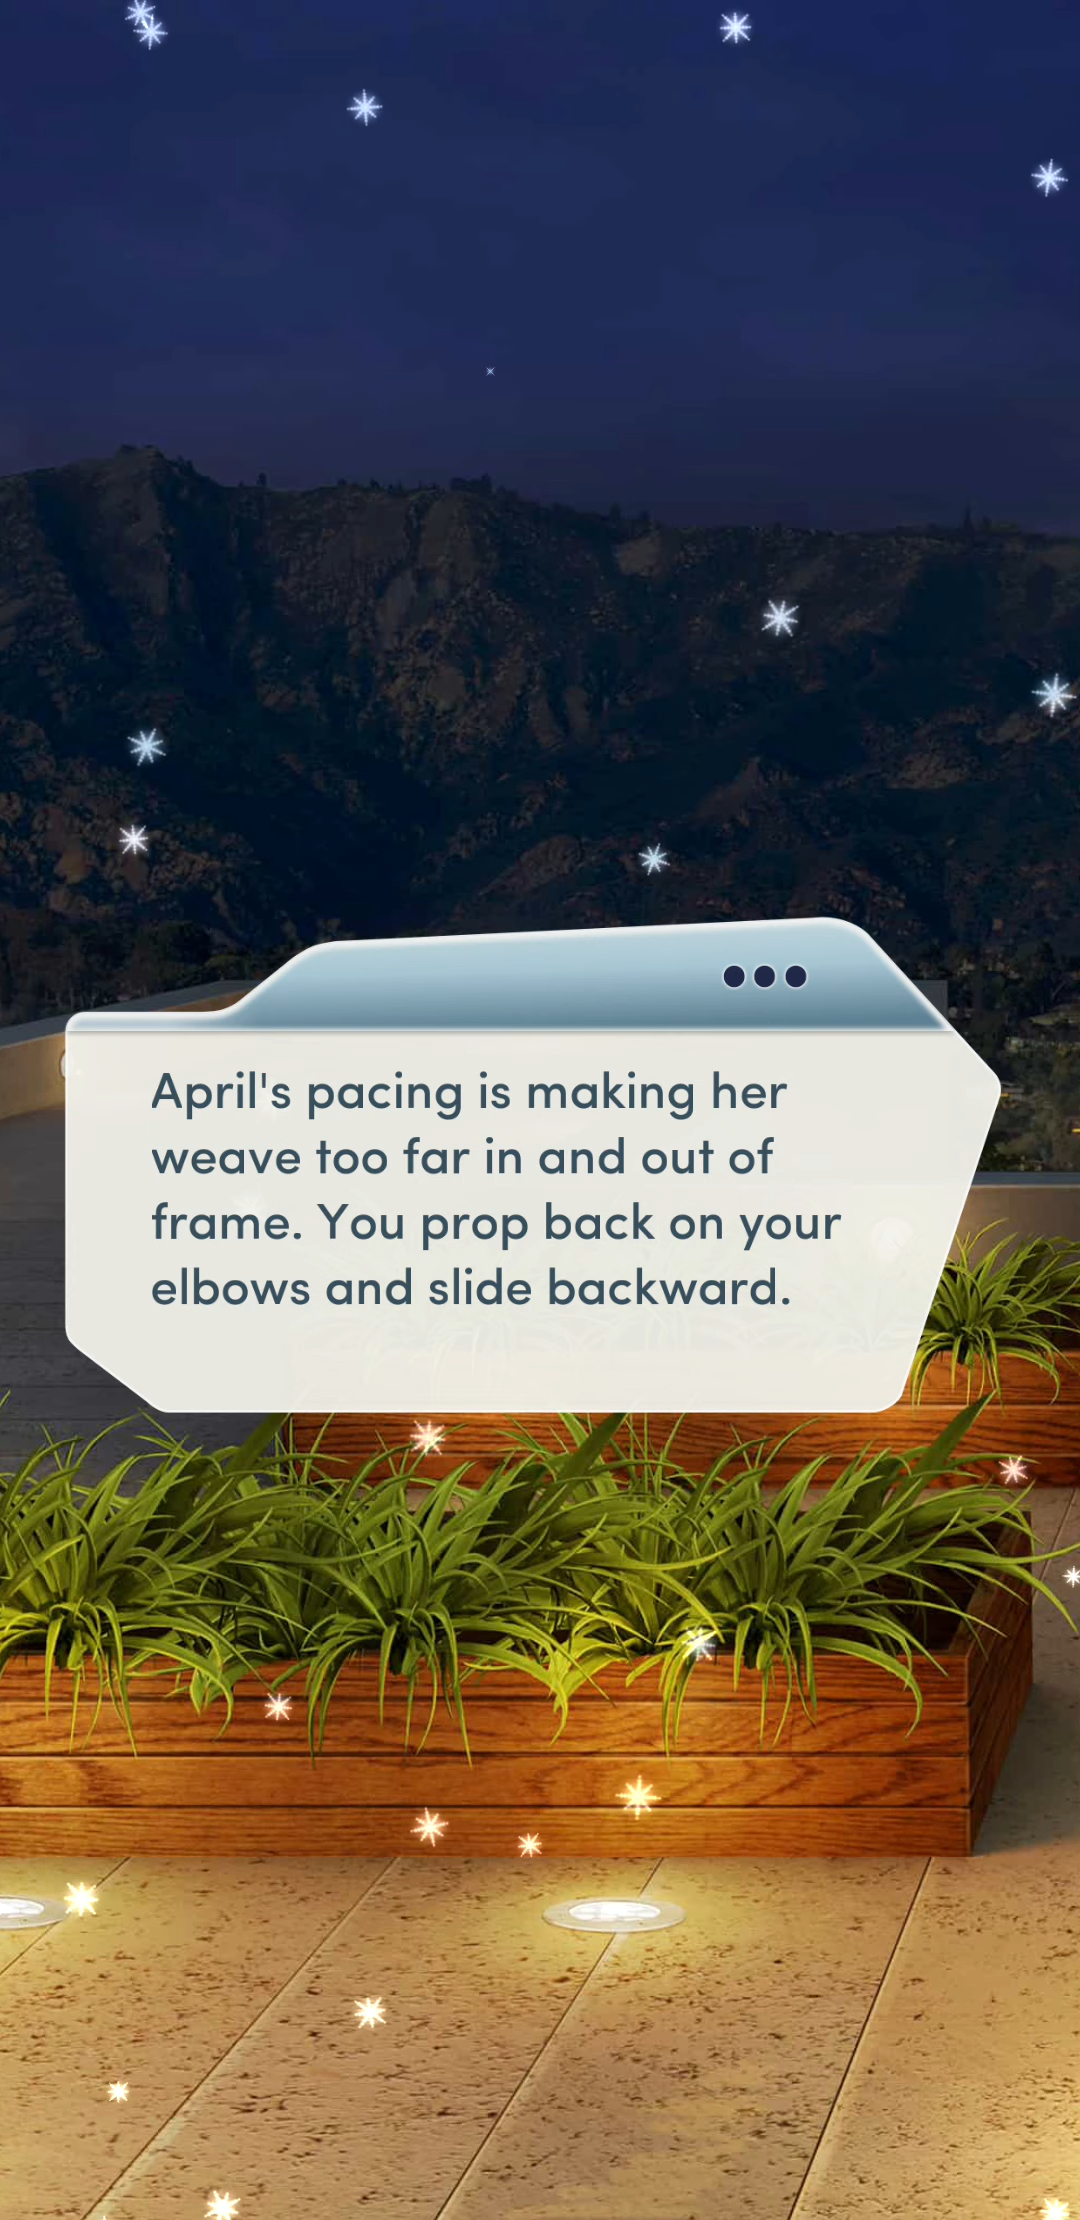 April's pacing is making her
weave too far in and out of
frame. You prop back on your
elbows and slide backward.